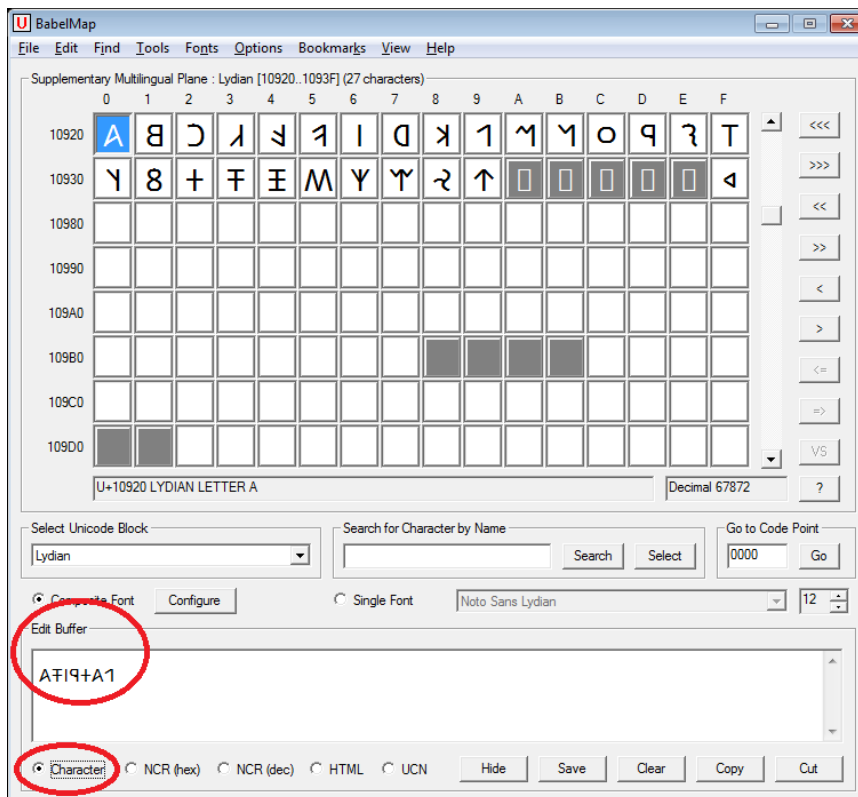 BabelMap
File Edit Find Tools Fonts Options Bookmarks View Help
Supplementary Multilingual Plane : Lydian [10920..1093F] (27 characters)
0 1 2 3 4 5 6 7 8 9 A B C D E F
10920 𐤠 𐤡 𐤢 𐤣 𐤤 𐤥 𐤦 𐤧 𐤨 𐤩 𐤪 𐤫 𐤬 𐤭 𐤮 𐤯 <<<
10930 𐤰 𐤱 𐤲 𐤳 𐤴 𐤵 𐤶 𐤷 𐤸 𐤹 𐤿 >>>
10980 <<
10990 >>
109A0 <
>
109B0 <=
109C0 =>
109D0 VS
U+10920 LYDIAN LETTER A Decimal 67872 ?
Select Unicode Block Search for Character by Name Go to Code Point
Lydian Search Select 0000 Go
Composite Font Configure Single Font Noto Sans Lydian 12
Edit Buffer
𐤩𐤠𐤲𐤭𐤦𐤳𐤠
Character NCR (hex) NCR (dec) HTML UCN Hide Save Clear Copy Cut